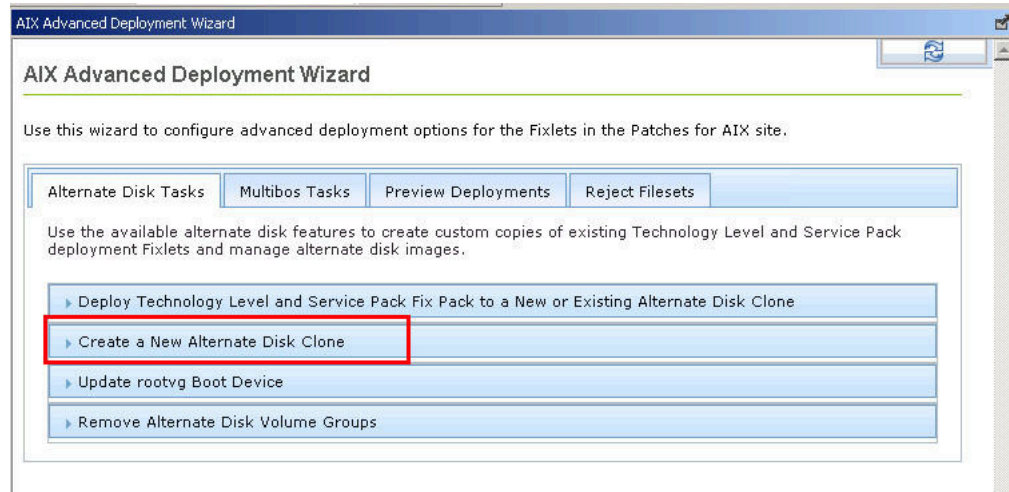 AIX Advanced Deployment Wizard
AIX Advanced Deployment Wizard
Use this wizard to configure advanced deployment options for the Fixlets in the Patches for AIX site.
Alternate Disk Tasks
Multibos Tasks
Preview Deployments
Reject Filesets
Use the available alternate disk features to create custom copies of existing Technology Level and Service Pack
deployment Fixlets and manage alternate disk images.
Deploy Technology Level and Service Pack Fix Pack to a New or Existing Alternate Disk Clone
Create a New Alternate Disk Clone
Update rootvg Boot Device
Remove Alternate Disk Volume Groups